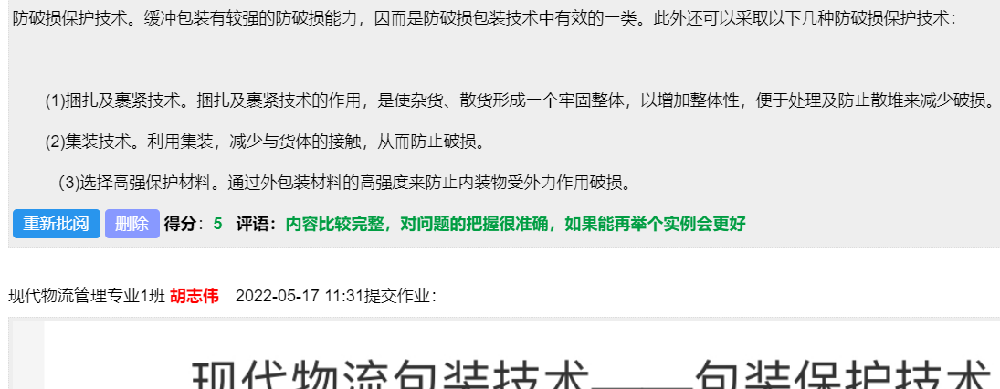 防破损保护技术。缓冲包装有较强的防破损能力，因而是防破损包装技术中有效的一类。此外还可以采取以下几种防破损保护技术：
(1)捆扎及裹紧技术。捆扎及裹紧技术的作用，是使杂货、散货形成一个牢固整体，以增加整体性，便于处理及防止散堆来减少破损。
(2)集装技术。利用集装，减少与货体的接触，从而防止破损。
（3)选择高强保护材料。通过外包装材料的高强度来防止内装物受外力作用破损。
重新批阅 删除 得分：5 评语：内容比较完整，对问题的把握很准确，如果能再举个实例会更好
现代物流管理专业1班 胡志伟 2022-05-17 11:31提交作业：
现代物流包装技术——包装保护技术